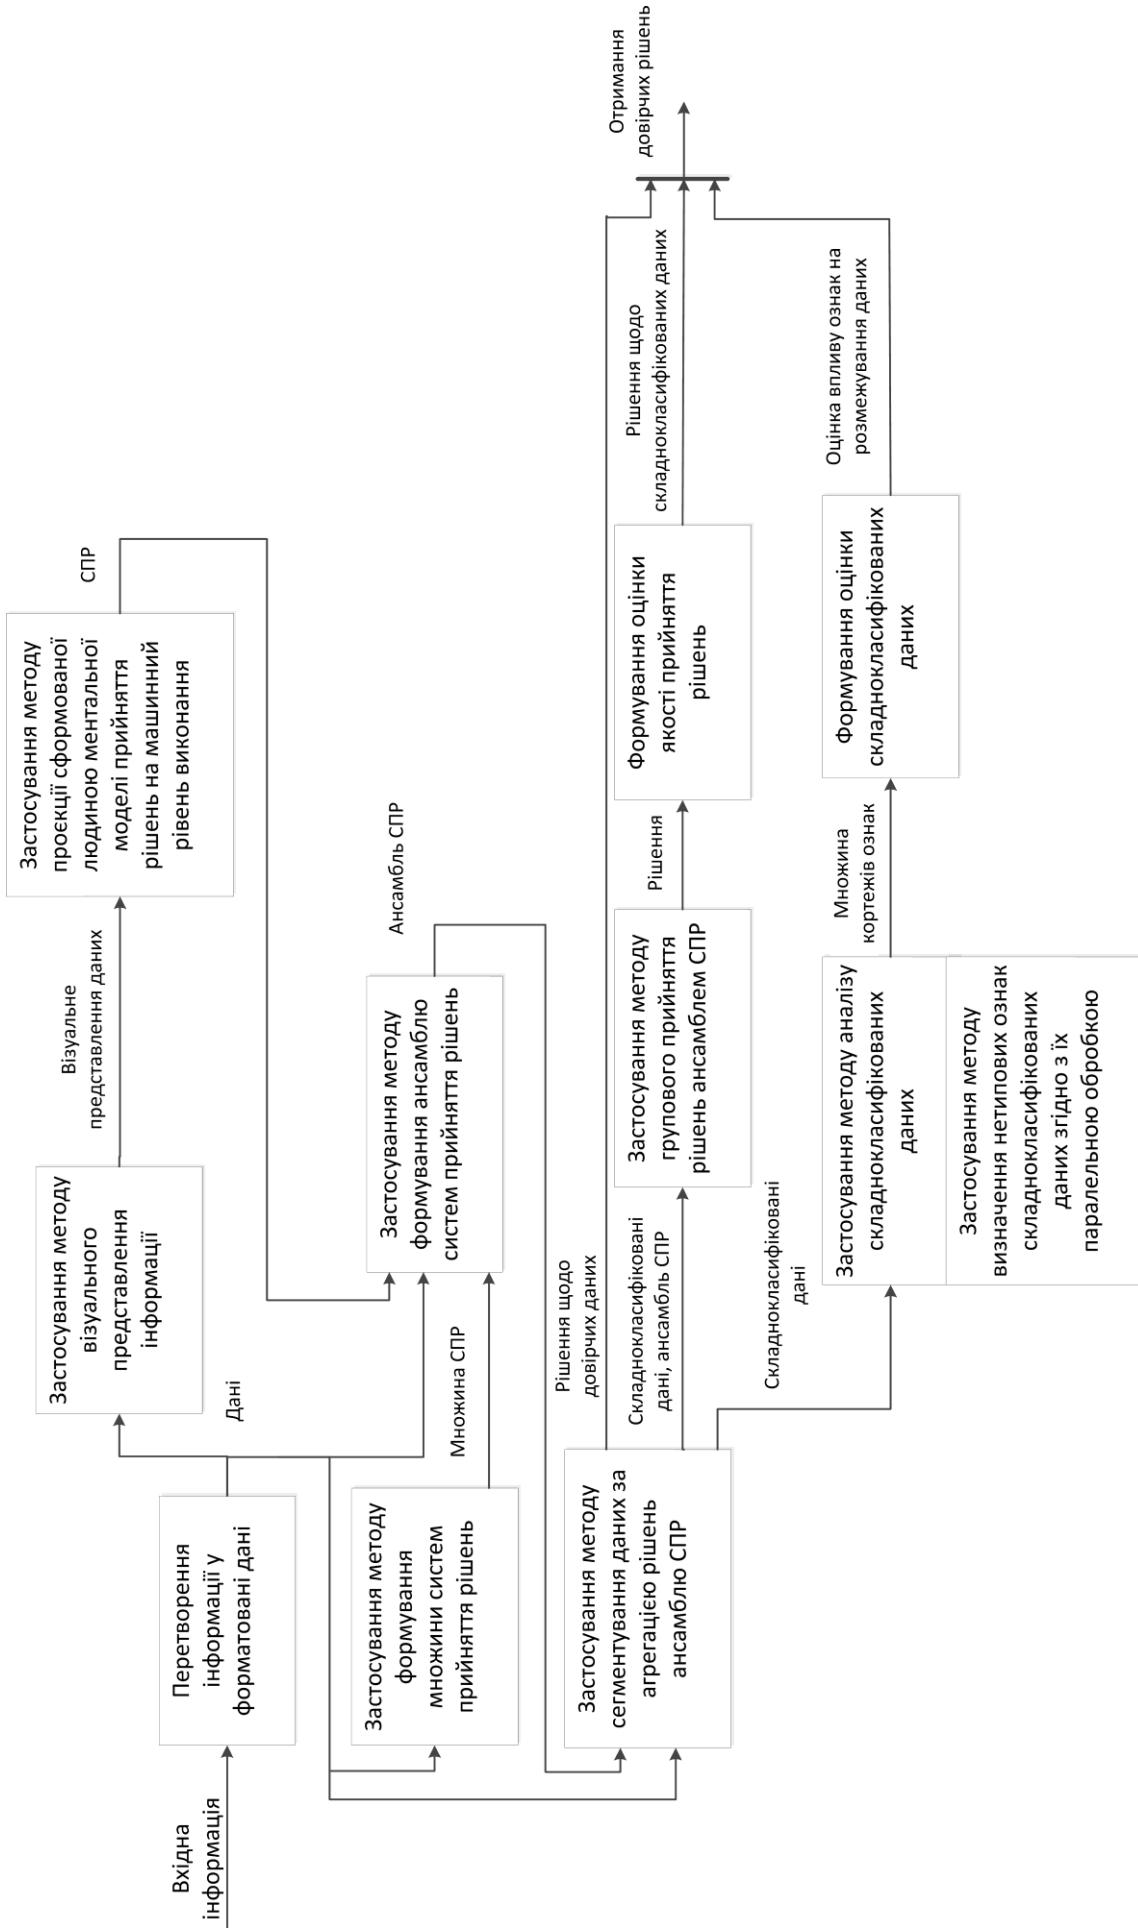 Вхідна
інформація
Перетворення
інформації у
форматовані дані
Дані
Застосування методу
візуального
представлення
інформації
Візуальне
представлення даних
Застосування методу
проєкції сформованої
людиною ментальної
моделі прийняття
рішень на машинний
рівень виконання
СПР
Застосування методу
формування
множини систем
прийняття рішень
Множина СПР
Застосування методу
формування ансамблю
систем прийняття рішень
Ансамбль СПР
Застосування методу
сегментування даних за
агрегацією рішень
ансамблю СПР
Рішення щодо
довірчих даних
Складнокласифіковані
дані, ансамбль СПР
Складнокласифіковані
дані
Застосування методу
групового прийняття
рішень ансамблем СПР
Рішення
Формування оцінки
якості прийняття
рішень
Рішення щодо
складнокласифікованих даних
Застосування методу аналізу
складнокласифікованих
даних
Застосування методу
визначення нетипових ознак
складнокласифікованих
даних згідно з їх
паралельною обробкою
Множина
кортежів ознак
Формування оцінки
складнокласифікованих
даних
Оцінка впливу ознак на
розмежування даних
Отримання
довірчих рішень